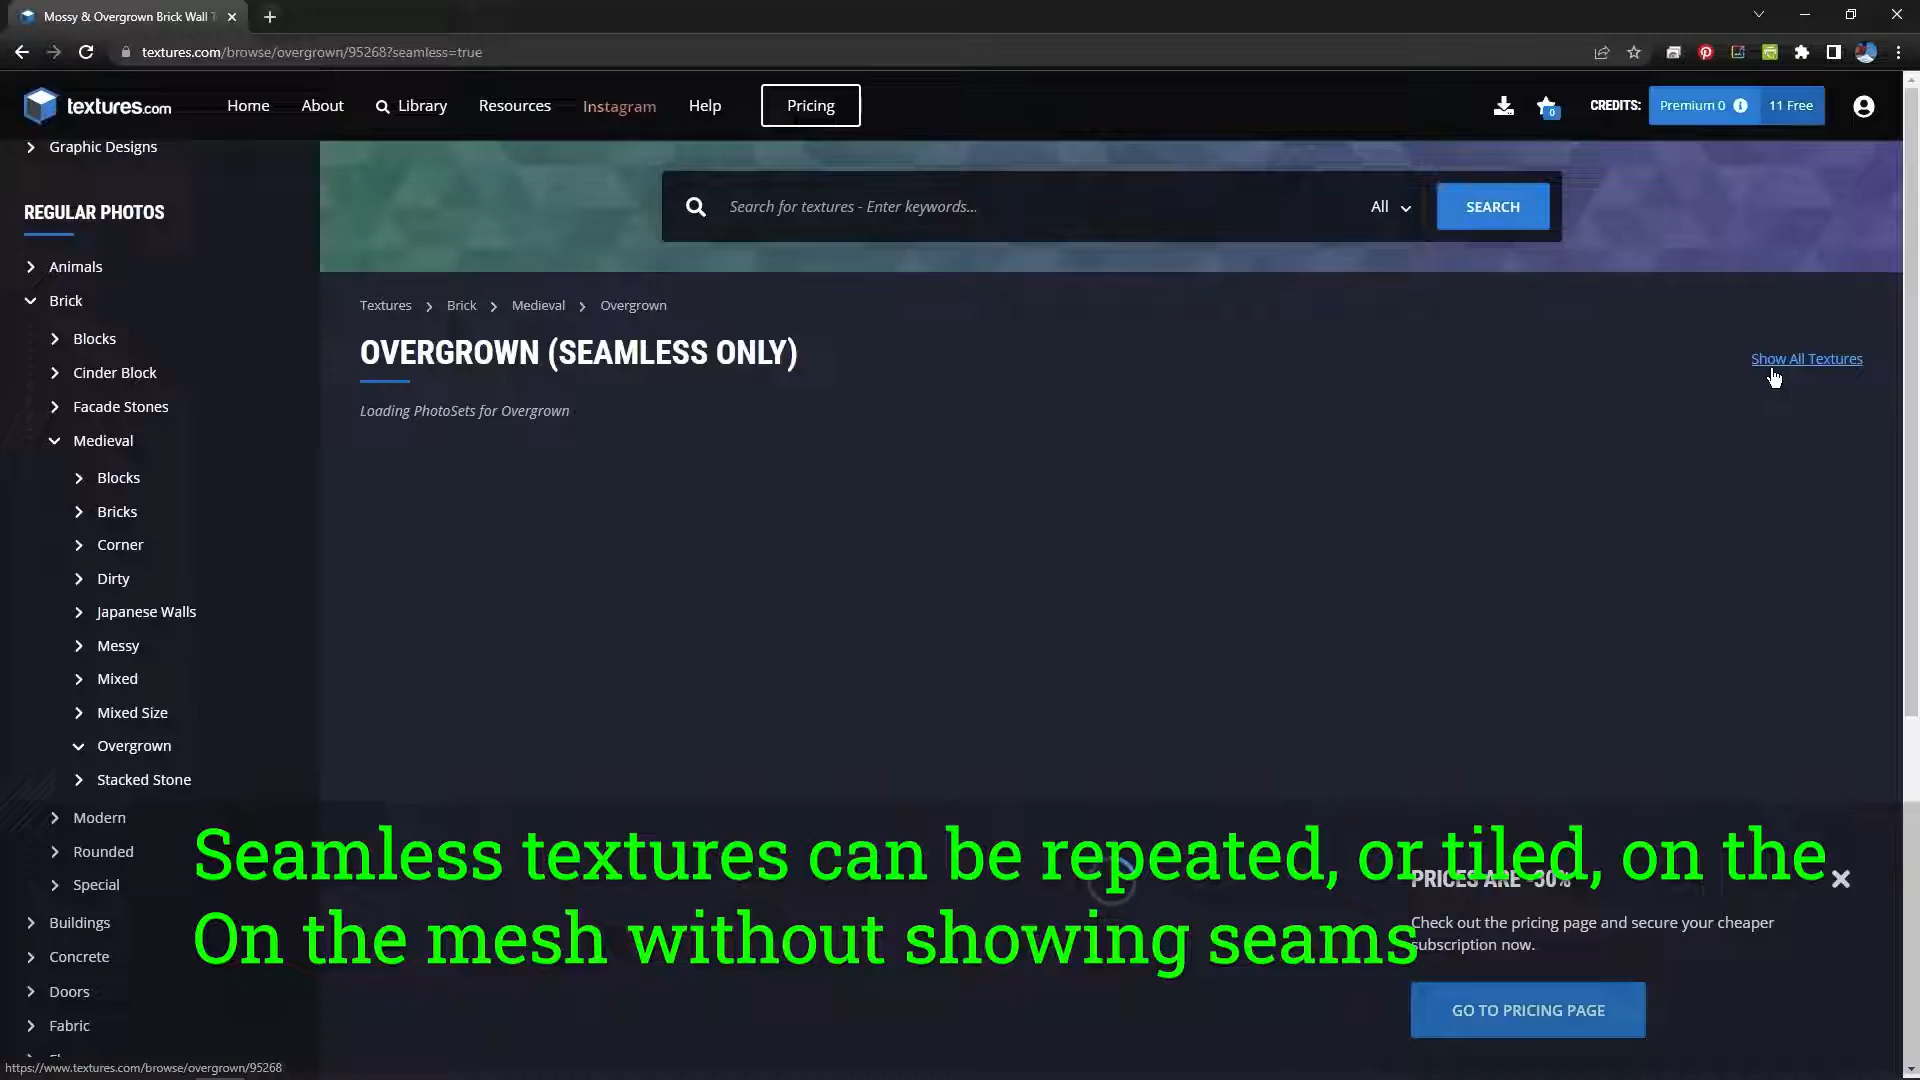 Mossy & Overgrown Brick Wall T
textures.com/browse/overgrown/95268?seamless=true
textures.com
Home
About
Library
Resources
Instagram
Help
Pricing
0
CREDITS:
Premium 0
11 Free
Graphic Designs
REGULAR PHOTOS
Animals
Brick
Blocks
Cinder Block
Facade Stones
Medieval
Blocks
Bricks
Corner
Dirty
Japanese Walls
Messy
Mixed
Mixed Size
Overgrown
Stacked Stone
Modern
Rounded
Special
Buildings
Concrete
Doors
Fabric
Search for textures - Enter keywords...
All
SEARCH
Textures > Brick > Medieval > Overgrown
OVERGROWN (SEAMLESS ONLY)
Show All Textures
Loading PhotoSets for Overgrown
Seamless textures can be repeated, or tiled, on the
On the mesh without showing seams
PRICES ARE -30%
Check out the pricing page and secure your cheaper
subscription now.
GO TO PRICING PAGE
https://www.textures.com/browse/overgrown/95268